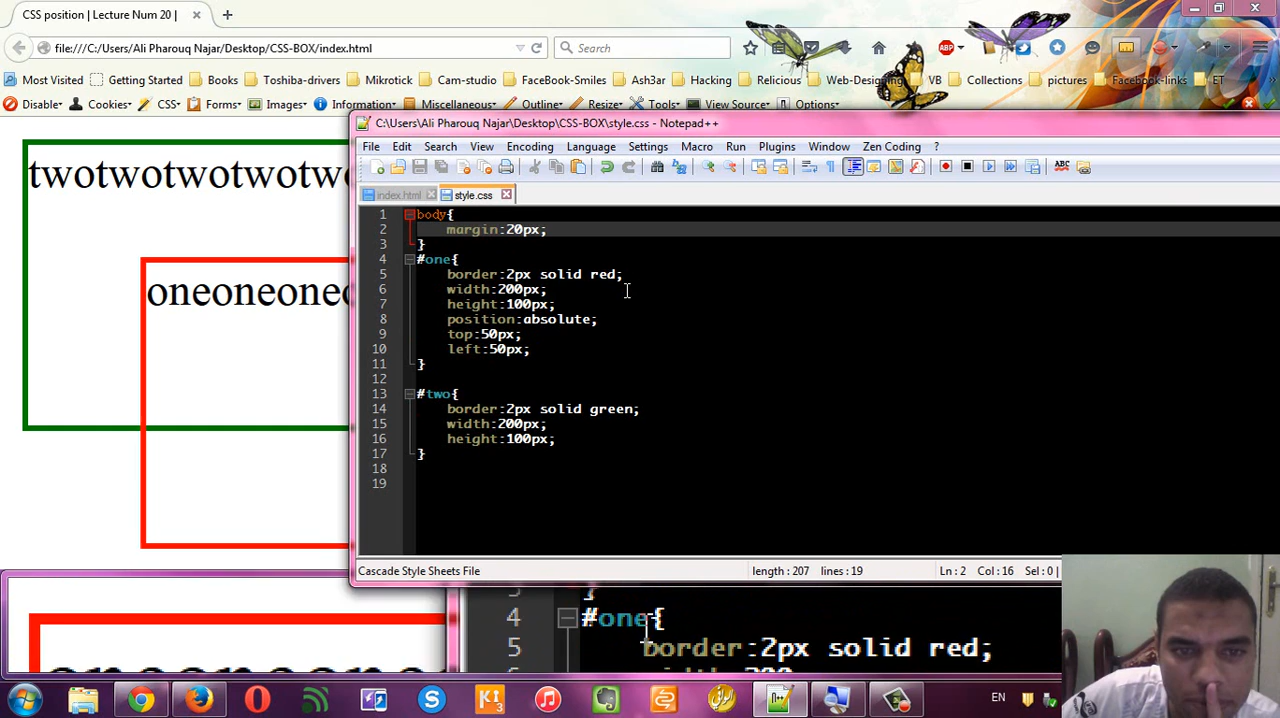 CSS position | Lecture Num 20 |
file:///C:/Users/Ali Pharouq Najar/Desktop/CSS-BOX/index.html
Search
ABP
Most Visited Getting Started Books Toshiba-drivers Mikrotick Cam-studio FaceBook-Smiles Ash3ar Hacking Relicious Web-Designing VB Collections pictures Facebook-links ET
Disable Cookies CSS Forms Images Information Miscellaneous Outline Resize Tools View Source Options
C:\Users\Ali Pharouq Najar\Desktop\CSS-BOX\style.css - Notepad++
File Edit Search View Encoding Language Settings Macro Run Plugins Window Zen Coding ?
ABC
index.html style.css
twotwotwotwotwo
oneoneoneo
1 body{
2 margin:20px;
3 }
4 #one{
5 border:2px solid red;
6 width:200px;
7 height:100px;
8 position:absolute;
9 top:50px;
10 left:50px;
11 }
12
13 #two{
14 border:2px solid green;
15 width:200px;
16 height:100px;
17 }
18
19
Cascade Style Sheets File length:207 lines:19 Ln:2 Col:16 Sel:0 |
4 #one{
5 border:2px solid red;
EN